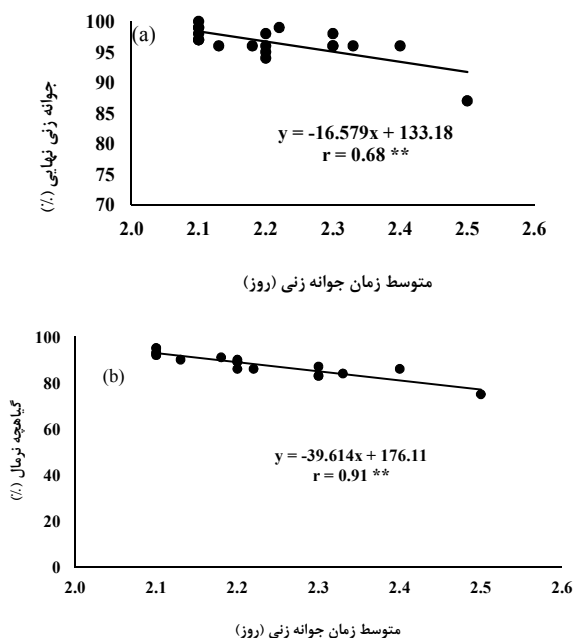 (a)
جوانه زنی نهایی (٪)
100
95
90
85
80
75
70
y = -16.579x + 133.18
r = 0.68 **
2.0 2.1 2.2 2.3 2.4 2.5 2.6
متوسط زمان جوانه زنی (روز)
(b)
گیاهچه نرمال (٪)
100
80
60
40
20
0
y = -39.614x + 176.11
r = 0.91 **
2.0 2.1 2.2 2.3 2.4 2.5 2.6
متوسط زمان جوانه زنی (روز)